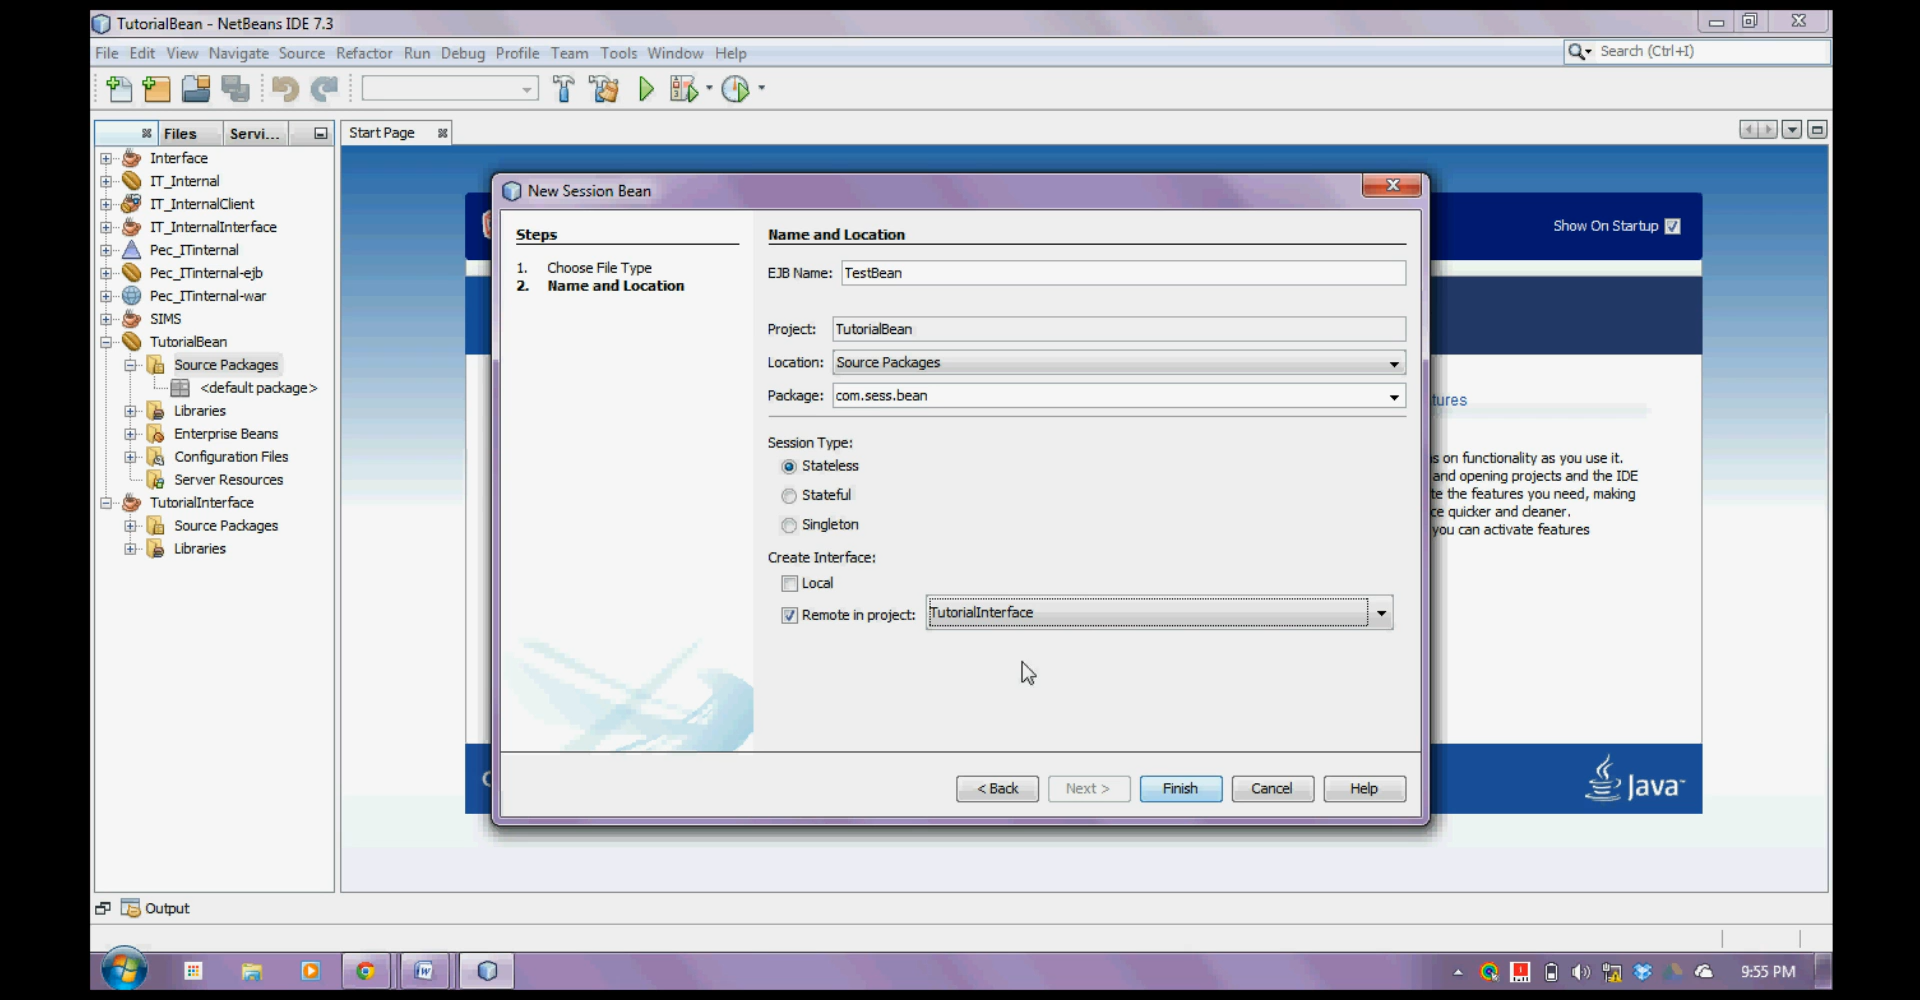 TutorialBean - NetBeans IDE 7.3
File Edit View Navigate Source Refactor Run Debug Profile Team Tools Window Help
Search (Ctrl+I)
Files Servi...
Start Page
Interface
IT_Internal
IT_InternalClient
IT_InternalInterface
Pec_ITinternal
Pec_ITinternal-ejb
Pec_ITinternal-war
SIMS
TutorialBean
Source Packages
<default package>
Libraries
Enterprise Beans
Configuration Files
Server Resources
TutorialInterface
Source Packages
Libraries
New Session Bean
Steps
1. Choose File Type
2. Name and Location
Name and Location
EJB Name: TestBean
Project: TutorialBean
Location: Source Packages
Package: com.sess.bean
Session Type:
Stateless
Stateful
Singleton
Create Interface:
Local
Remote in project: TutorialInterface
< Back Next > Finish Cancel Help
Show On Startup
tures
s on functionality as you use it.
and opening projects and the IDE
te the features you need, making
ce quicker and cleaner.
you can activate features
Java
Output
9:55 PM